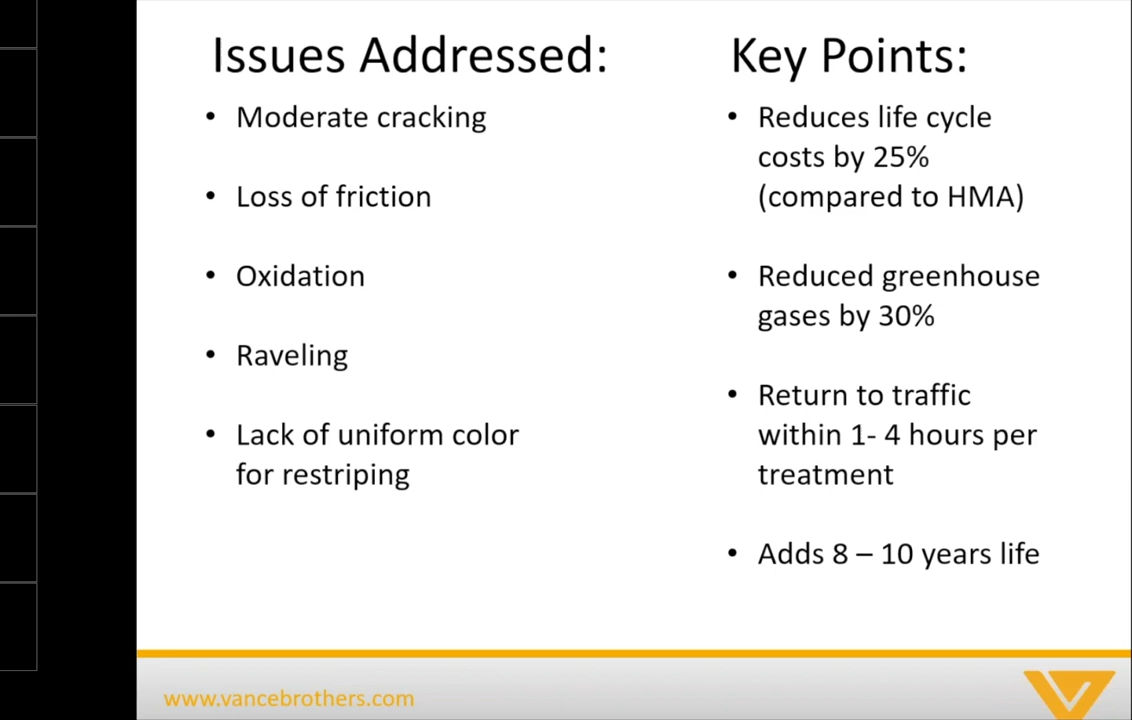 Issues Addressed:
• Moderate cracking
• Loss of friction
• Oxidation
• Raveling
• Lack of uniform color
for restriping
Key Points:
• Reduces life cycle
costs by 25%
(compared to HMA)
• Reduced greenhouse
gases by 30%
• Return to traffic
within 1- 4 hours per
treatment
• Adds 8 – 10 years life
www.vancebrothers.com